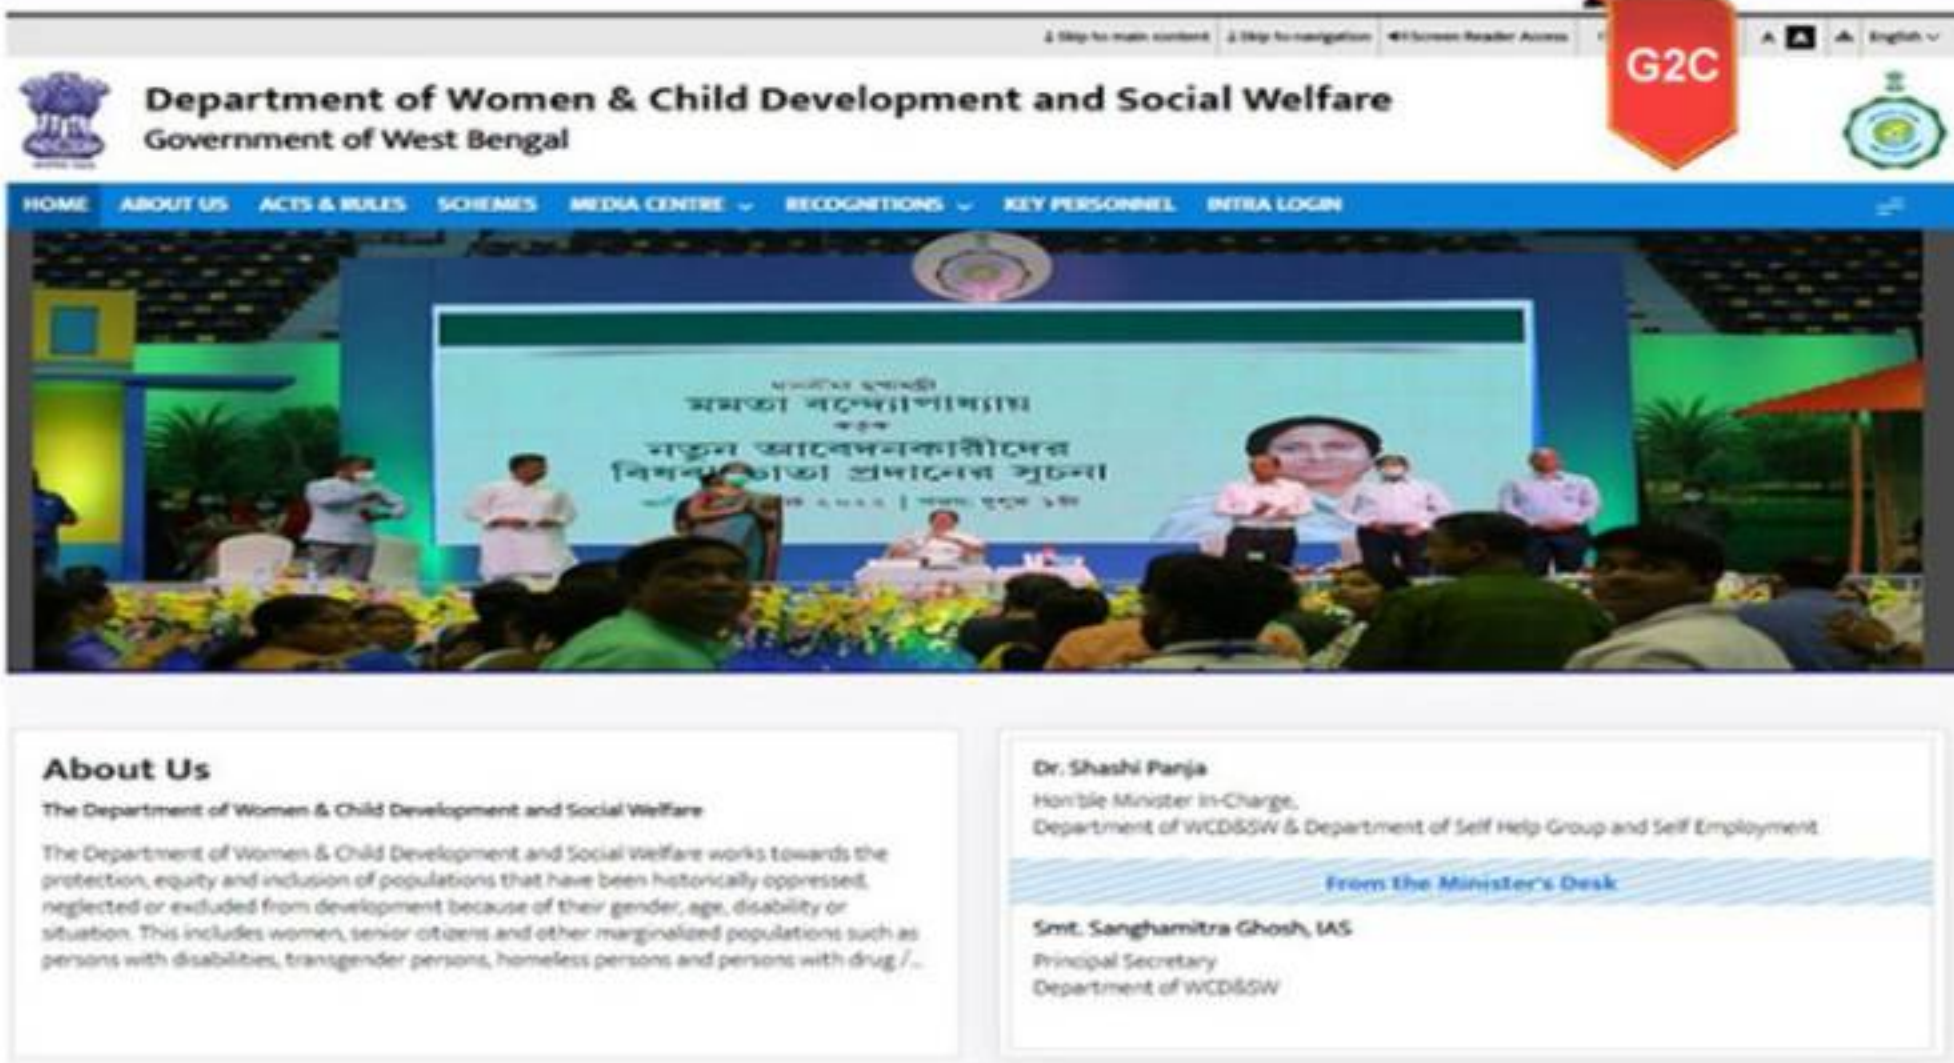 Skip to main content Skip to navigation Screen Reader Access A A A English
G2C
Department of Women & Child Development and Social Welfare
Government of West Bengal
HOME ABOUT US ACTS & RULES SCHEMES MEDIA CENTRE RECOGNITIONS KEY PERSONNEL INTRA LOGIN
মমতা বন্দ্যোপাধ্যায়
কর্তৃক
নতুন আবেদনকারীদের
প্রদানের সূচনা
About Us
The Department of Women & Child Development and Social Welfare
The Department of Women & Child Development and Social Welfare works towards the
protection, equity and inclusion of populations that have been historically oppressed,
neglected or excluded from development because of their gender, age, disability or
situation. This includes women, senior citizens and other marginalized populations such as
persons with disabilities, transgender persons, homeless persons and persons with drug /...
Dr. Shashi Panja
Hon'ble Minister In-Charge,
Department of WCD&SW & Department of Self Help Group and Self Employment
From the Minister's Desk
Smt. Sanghamitra Ghosh, IAS
Principal Secretary
Department of WCD&SW